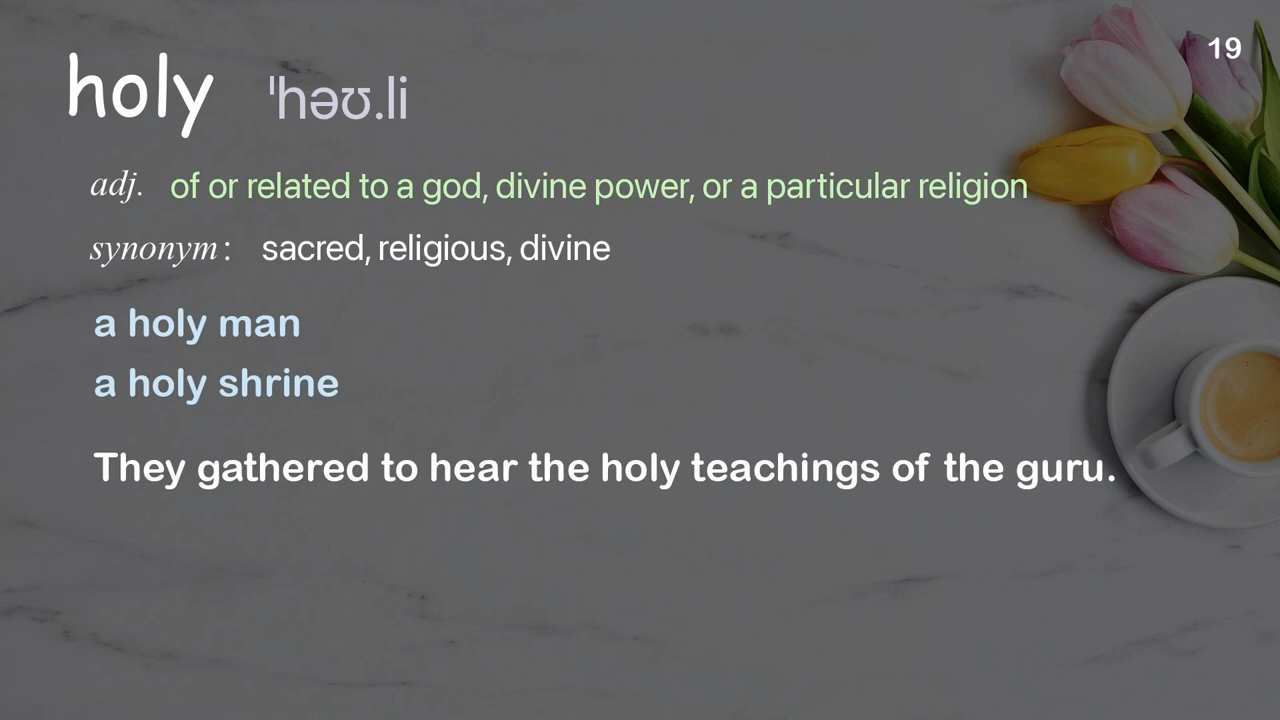 19
holy ˈhəʊ.li
adj. of or related to a god, divine power, or a particular religion
synonym: sacred, religious, divine
a holy man
a holy shrine
They gathered to hear the holy teachings of the guru.